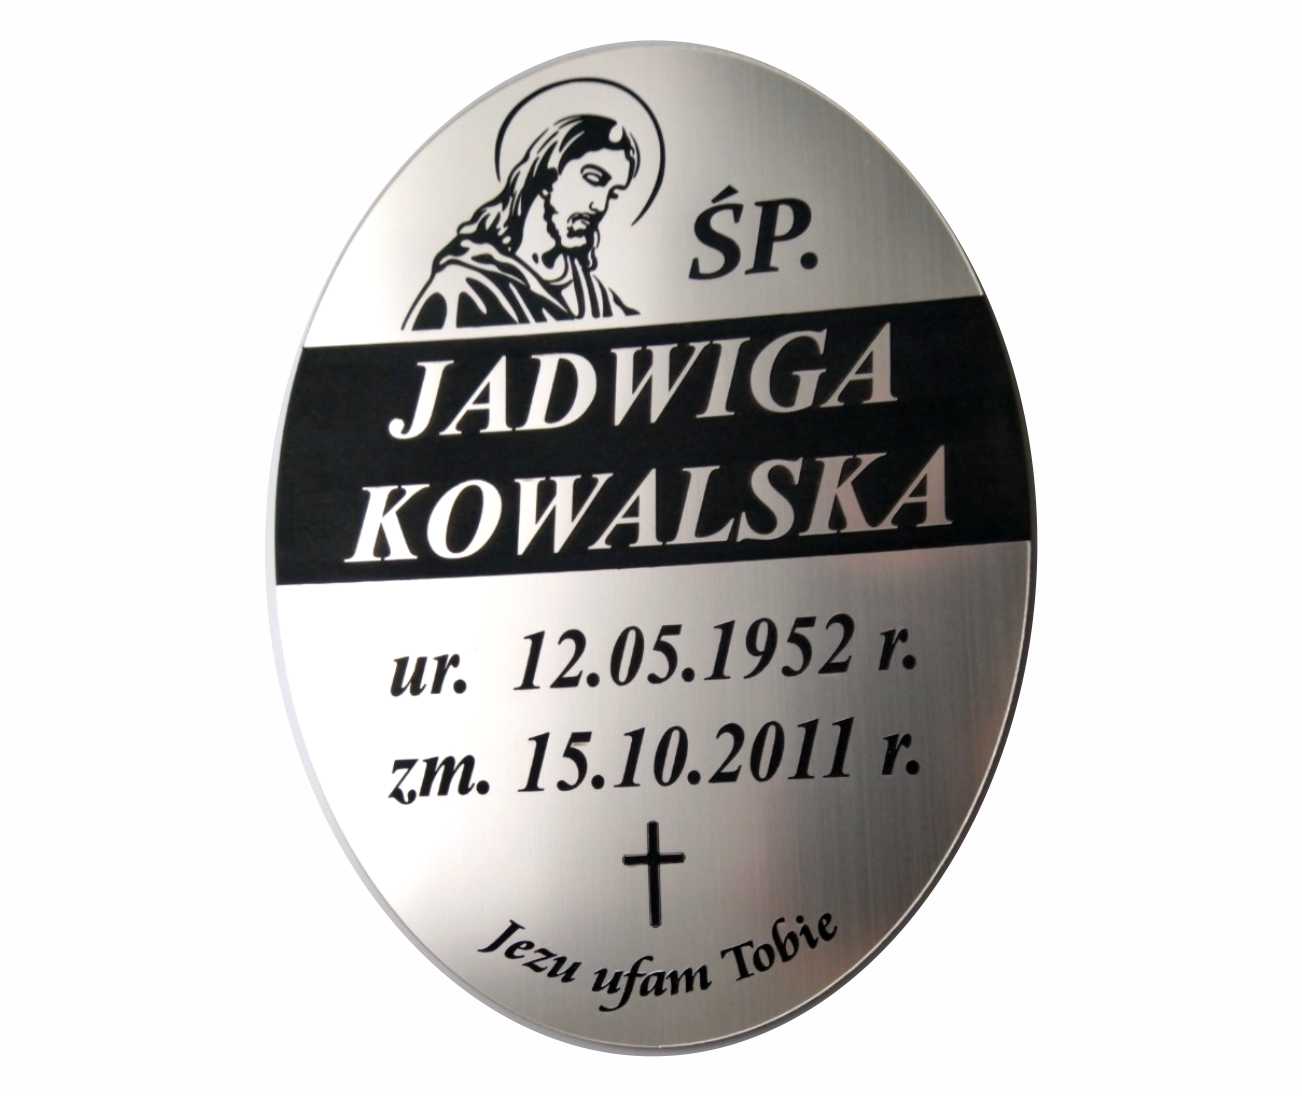 ŚP.
JADWIGA
KOWALSKA
ur. 12.05.1952 r.
zm. 15.10.2011 r.
Jezu ufam Tobie